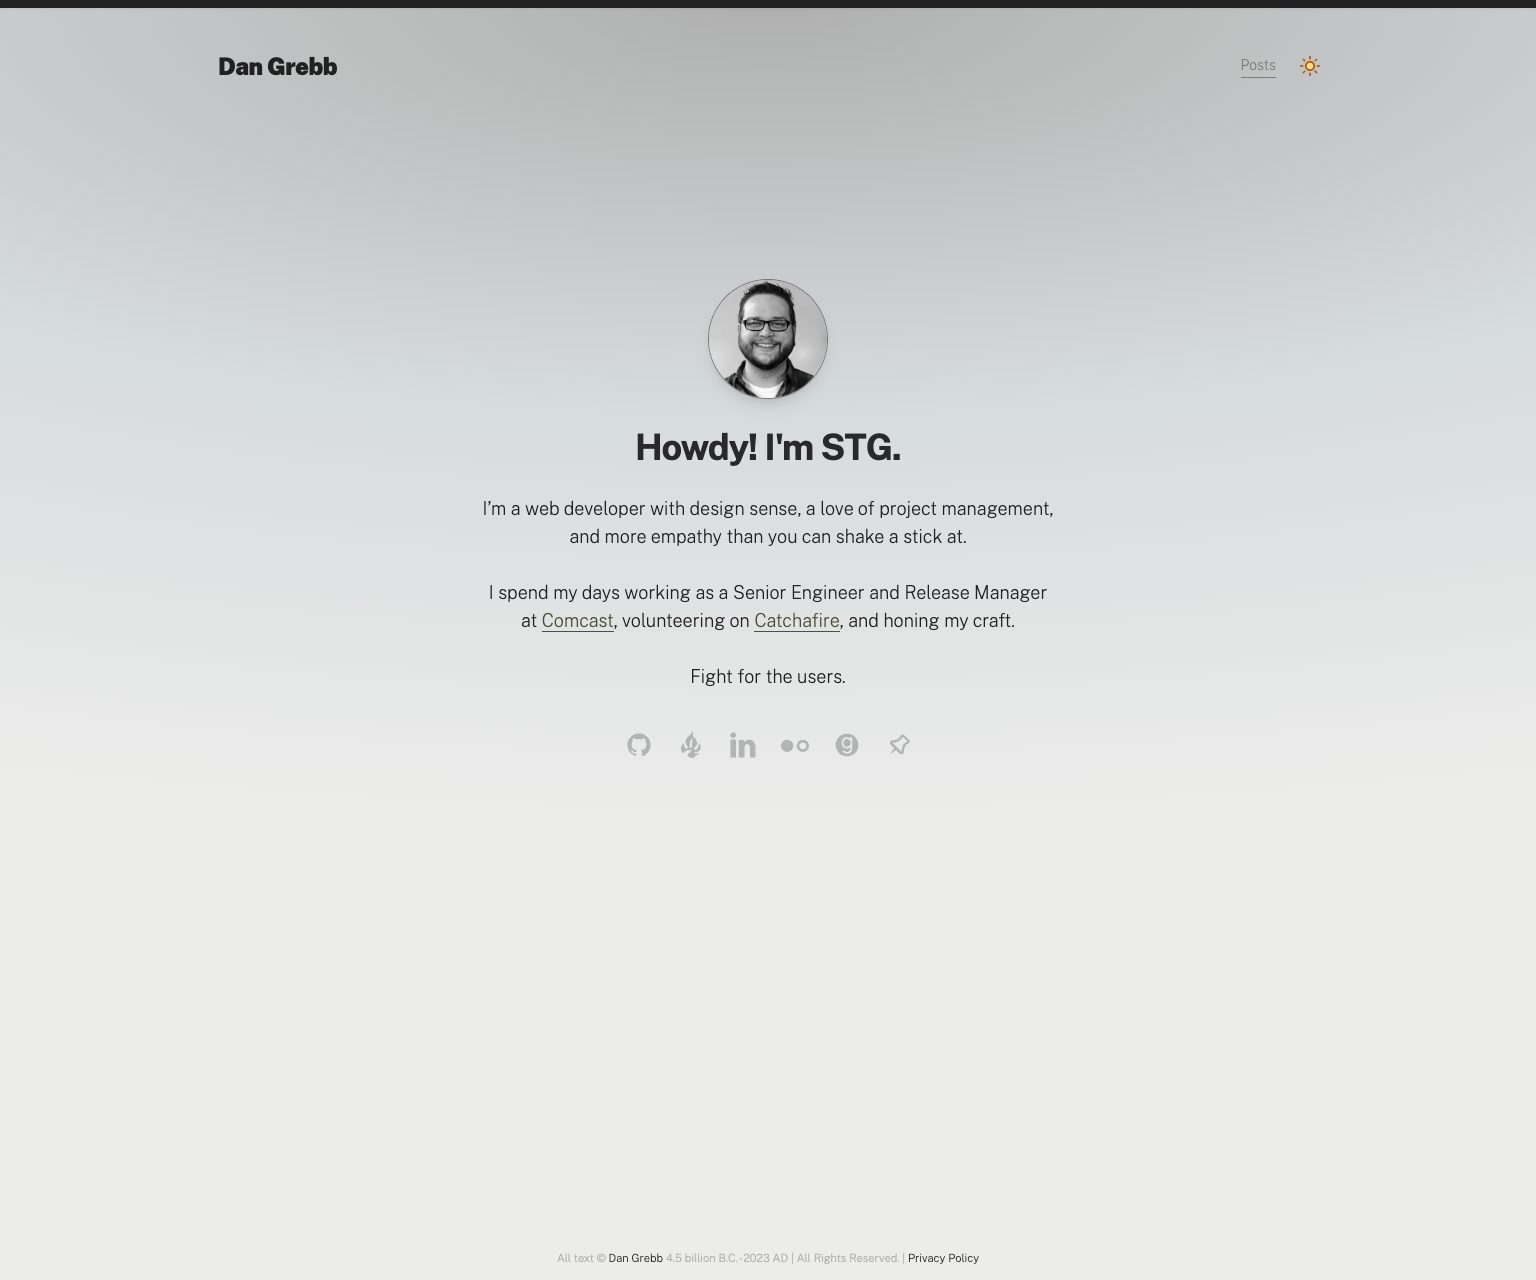 Dan Grebb
Posts
Howdy! I'm STG.
I’m a web developer with design sense, a love of project management,
and more empathy than you can shake a stick at.
I spend my days working as a Senior Engineer and Release Manager
at Comcast, volunteering on Catchafire, and honing my craft.
Fight for the users.
All text © Dan Grebb 4.5 billion B.C.-2023 AD | All Rights Reserved. | Privacy Policy